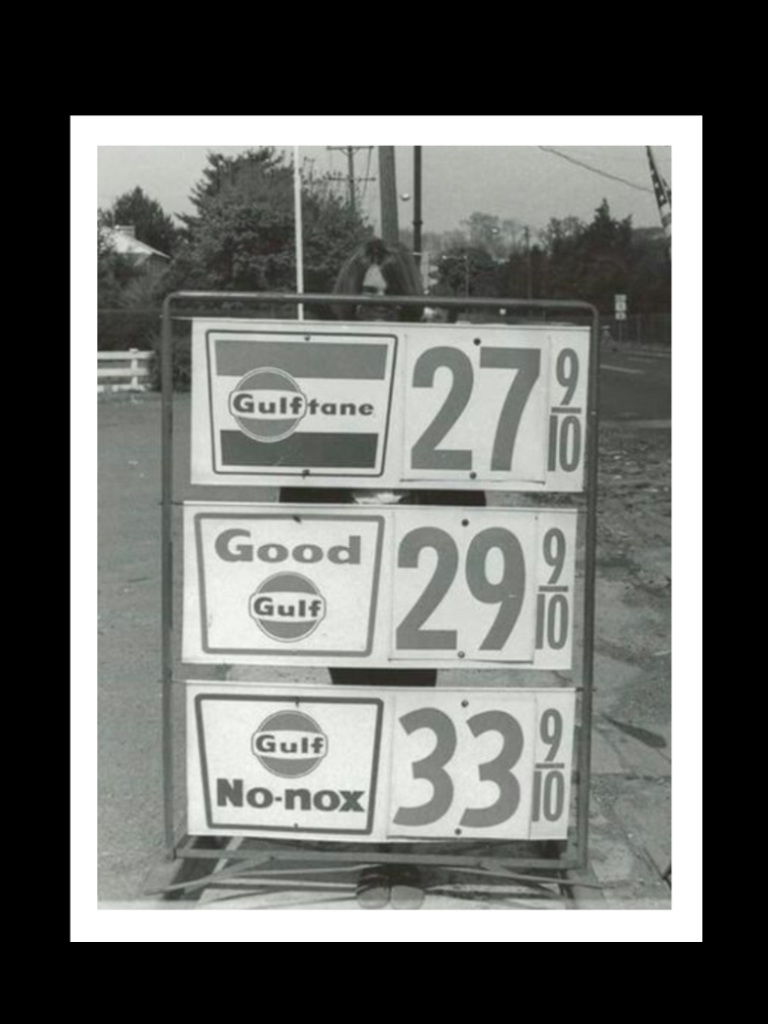 Gulftane 27 9/10
Good
Gulf 29 9/10
Gulf
No-nox 33 9/10